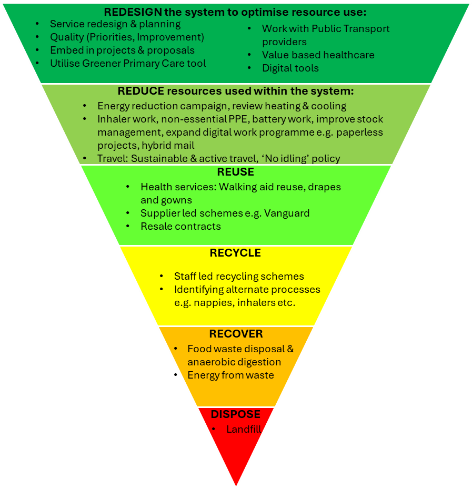 REDESIGN the system to optimise resource use:
• Service redesign & planning
• Quality (Priorities, Improvement)
• Embed in projects & proposals
• Utilise Greener Primary Care tool
• Work with Public Transport
providers
• Value based healthcare
• Digital tools
REDUCE resources used within the system:
• Energy reduction campaign, review heating & cooling
• Inhaler work, non-essential PPE, battery work, improve stock
management, expand digital work programme e.g. paperless
projects, hybrid mail
• Travel: Sustainable & active travel, ‘No idling’ policy
REUSE
• Health services: Walking aid reuse, drapes
and gowns
• Supplier led schemes e.g. Vanguard
• Resale contracts
RECYCLE
• Staff led recycling schemes
• Identifying alternate processes
e.g. nappies, inhalers etc.
RECOVER
• Food waste disposal &
anaerobic digestion
• Energy from waste
DISPOSE
• Landfill